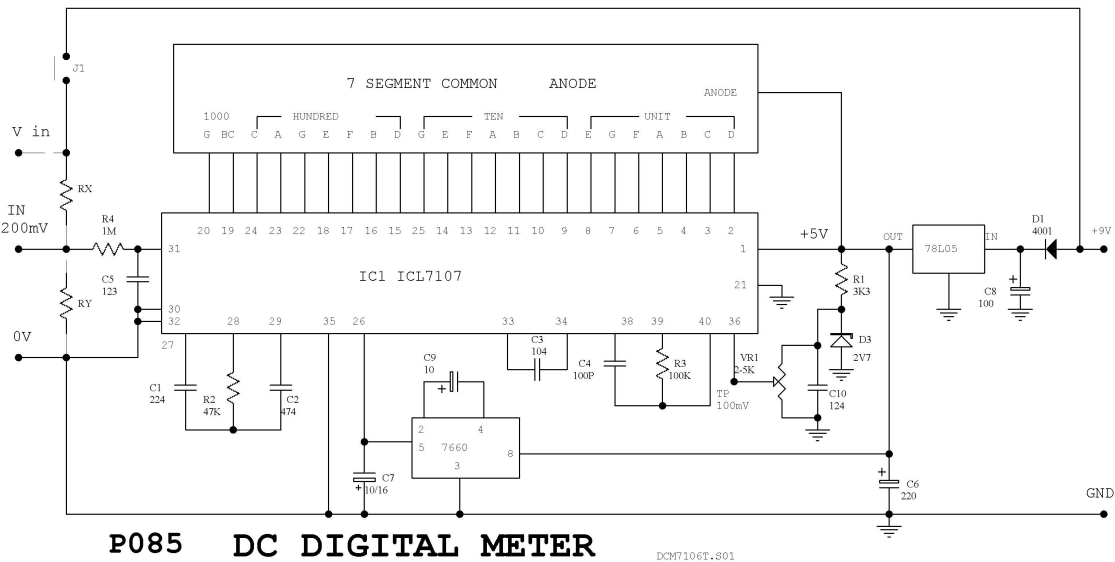 J1
7 SEGMENT COMMON ANODE
ANODE
1000 HUNDRED TEN UNIT
G BC C A G E F B D G E F A B C D E G F A B C D
V in
RX
IN
200mV
R4
1M
20 19 24 23 22 18 17 16 15 25 14 13 12 11 10 9 8 7 6 5 4 3 2
31
IC1 ICL7107
1
+5V
OUT
78L05
IN
D1
4001
+9V
C5
123
21
R1
3K3
C8
100
RY
30
32
0V
27
28 29 35 26 33 34 38 39 40 36
C3
104
D3
2V7
C1
224
R2
47K
C2
474
C9
10
C4
100P
R3
100K
VR1
2-5K
TP
100mV
C10
124
2 4
5 7660 8
3
C7
10/16
C6
220
GND
P085 DC DIGITAL METER
DCM7106T.S01